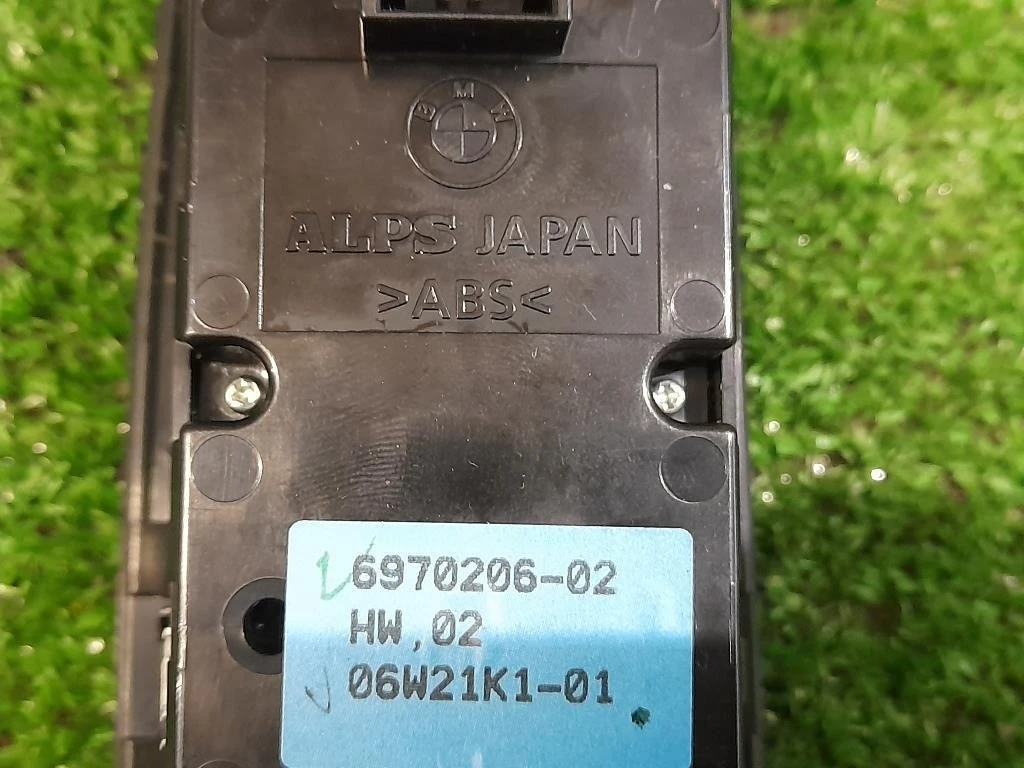 BMW
ALPS JAPAN
>ABS<
6970206-02
HW,02
06W21K1-01